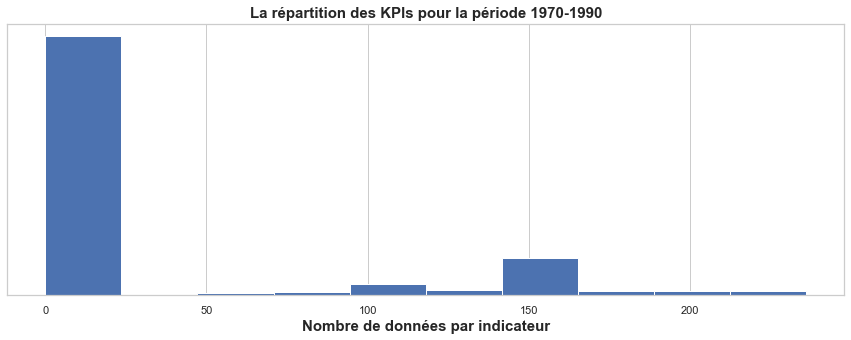 La répartition des KPIs pour la période 1970-1990
0 50 100 150 200
Nombre de données par indicateur